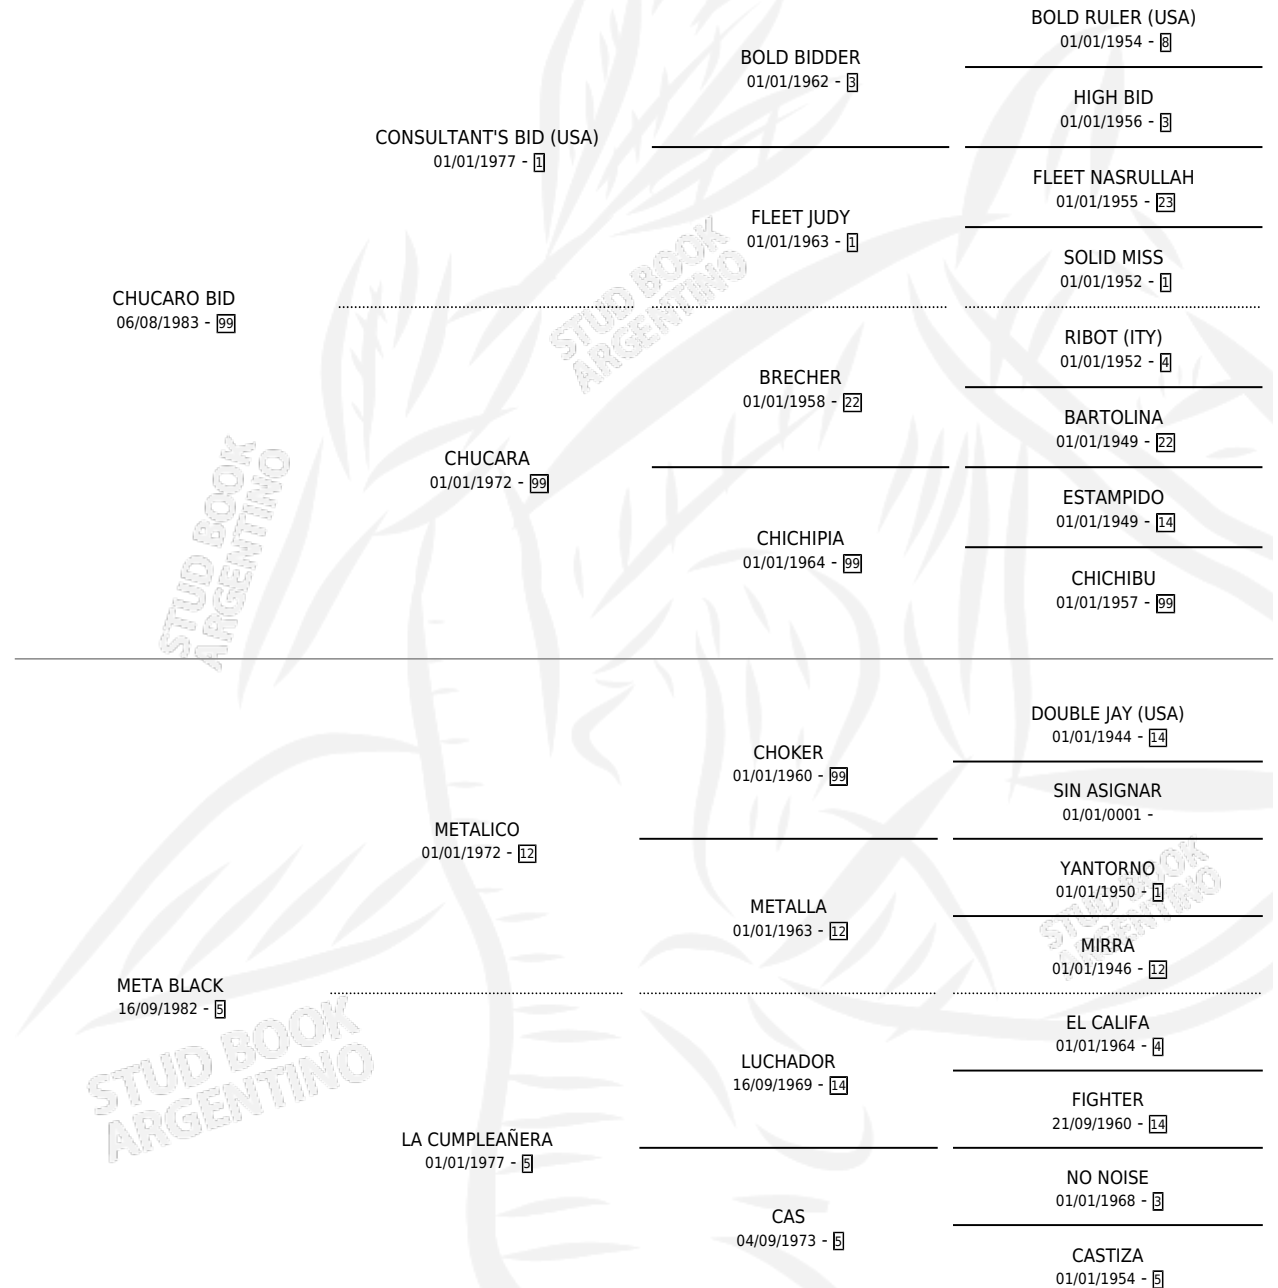 BOLD RULER (USA)
01/01/1954 - 8
BOLD BIDDER
01/01/1962 - 3
HIGH BID
01/01/1956 - 3
CONSULTANT'S BID (USA)
01/01/1977 - 1
FLEET NASRULLAH
01/01/1955 - 23
FLEET JUDY
01/01/1963 - 1
SOLID MISS
01/01/1952 - 1
CHUCARO BID
06/08/1983 - 99
RIBOT (ITY)
01/01/1952 - 4
BRECHER
01/01/1958 - 22
BARTOLINA
01/01/1949 - 22
CHUCARA
01/01/1972 - 99
ESTAMPIDO
01/01/1949 - 14
CHICHIPIA
01/01/1964 - 99
CHICHIBU
01/01/1957 - 99
DOUBLE JAY (USA)
01/01/1944 - 14
CHOKER
01/01/1960 - 99
SIN ASIGNAR
01/01/0001 -
METALICO
01/01/1972 - 12
YANTORNO
01/01/1950 - 1
METALLA
01/01/1963 - 12
MIRRA
01/01/1946 - 12
META BLACK
16/09/1982 - 5
EL CALIFA
01/01/1964 - 4
LUCHADOR
16/09/1969 - 14
FIGHTER
21/09/1960 - 14
LA CUMPLEAÑERA
01/01/1977 - 5
NO NOISE
01/01/1968 - 3
CAS
04/09/1973 - 5
CASTIZA
01/01/1954 - 5
STUD BOOK
ARGENTINO
STUD BOOK
ARGENTINO
STUD BOOK
ARGENTINO
STUD BOOK
ARGENTINO